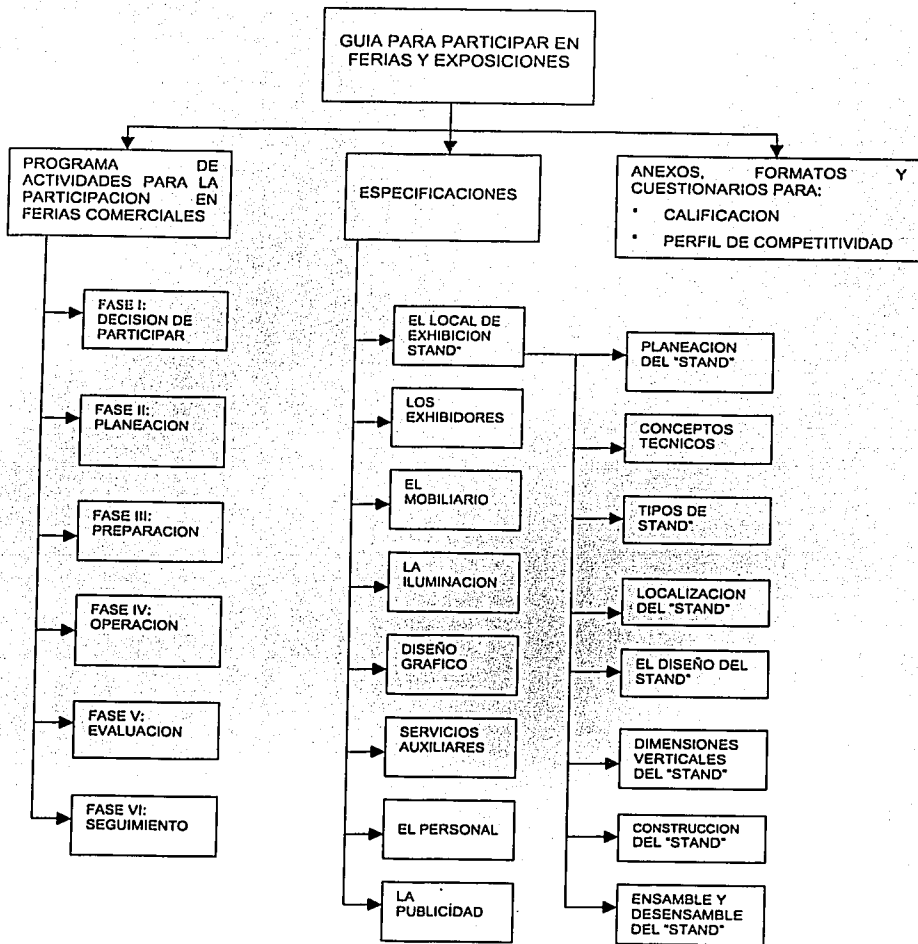 GUIA PARA PARTICIPAR EN
FERIAS Y EXPOSICIONES
PROGRAMA DE
ACTIVIDADES PARA LA
PARTICIPACION EN
FERIAS COMERCIALES
FASE I:
DECISION DE
PARTICIPAR
FASE II:
PLANEACION
FASE III:
PREPARACION
FASE IV:
OPERACION
FASE V:
EVALUACION
FASE VI:
SEGUIMIENTO
ESPECIFICACIONES
EL LOCAL DE
EXHIBICION
STAND"
LOS
EXHIBIDORES
EL
MOBILIARIO
LA
ILUMINACION
DISEÑO
GRAFICO
SERVICIOS
AUXILIARES
EL PERSONAL
LA
PUBLICÍDAD
PLANEACION
DEL "STAND"
CONCEPTOS
TECNICOS
TIPOS DE
STAND"
LOCALIZACION
DEL "STAND"
EL DISEÑO DEL
STAND"
DIMENSIONES
VERTICALES
DEL "STAND"
CONSTRUCCION
DEL "STAND"
ENSAMBLE Y
DESENSAMBLE
DEL "STAND"
ANEXOS, FORMATOS Y
CUESTIONARIOS PARA:
• CALIFICACION
• PERFIL DE COMPETITIVIDAD